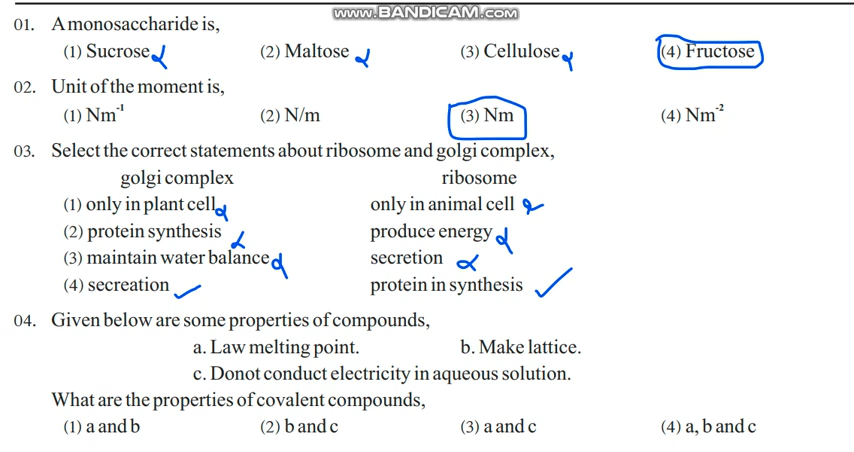 www.BANDICAM.com
01. A monosaccharide is,
(1) Sucrose (2) Maltose (3) Cellulose (4) Fructose
02. Unit of the moment is,
(1) Nm⁻¹ (2) N/m (3) Nm (4) Nm⁻²
03. Select the correct statements about ribosome and golgi complex,
golgi complex ribosome
(1) only in plant cell only in animal cell
(2) protein synthesis produce energy
(3) maintain water balance secretion
(4) secreation protein in synthesis
04. Given below are some properties of compounds,
a. Law melting point. b. Make lattice.
c. Donot conduct electricity in aqueous solution.
What are the properties of covalent compounds,
(1) a and b (2) b and c (3) a and c (4) a, b and c